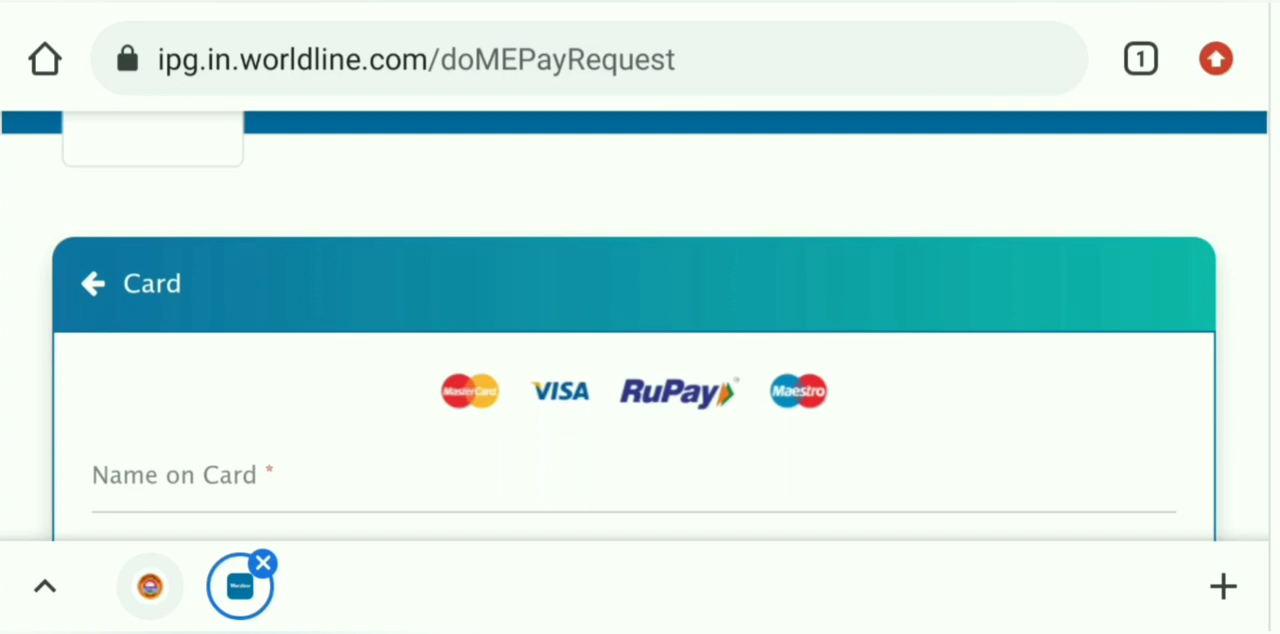 ipg.in.worldline.com/doMEPayRequest
1
Card
MasterCard VISA RuPay Maestro
Name on Card *